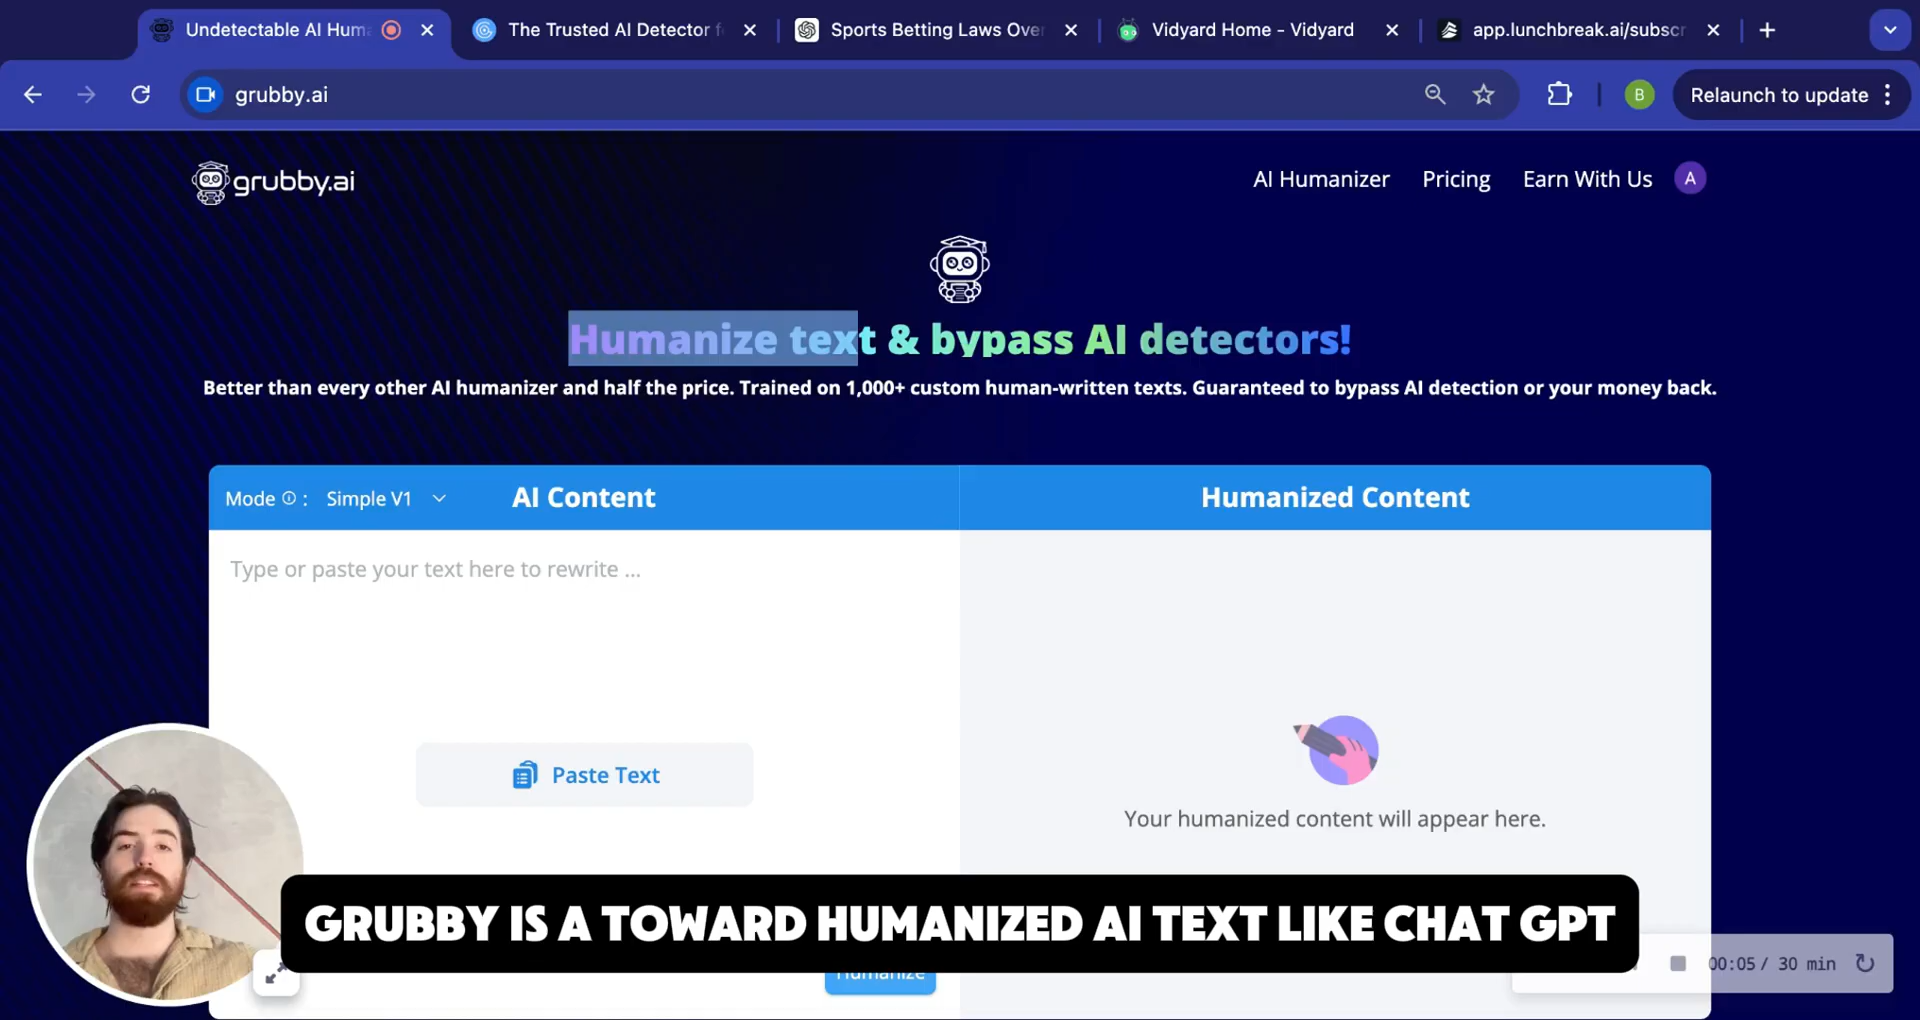 Undetectable AI Huma
The Trusted AI Detector f
Sports Betting Laws Over
Vidyard Home - Vidyard
app.lunchbreak.ai/subscr
grubby.ai
B
Relaunch to update
grubby.ai
AI Humanizer
Pricing
Earn With Us
A
Humanize text & bypass AI detectors!
Better than every other AI humanizer and half the price. Trained on 1,000+ custom human-written texts. Guaranteed to bypass AI detection or your money back.
Mode : Simple V1
AI Content
Humanized Content
Type or paste your text here to rewrite ...
Paste Text
Your humanized content will appear here.
GRUBBY IS A TOWARD HUMANIZED AI TEXT LIKE CHAT GPT
Humanize
00:05 / 30 min